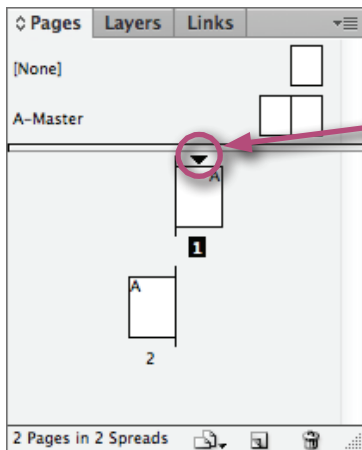 Pages Layers Links
[None]
A-Master
A
1
A
2
2 Pages in 2 Spreads